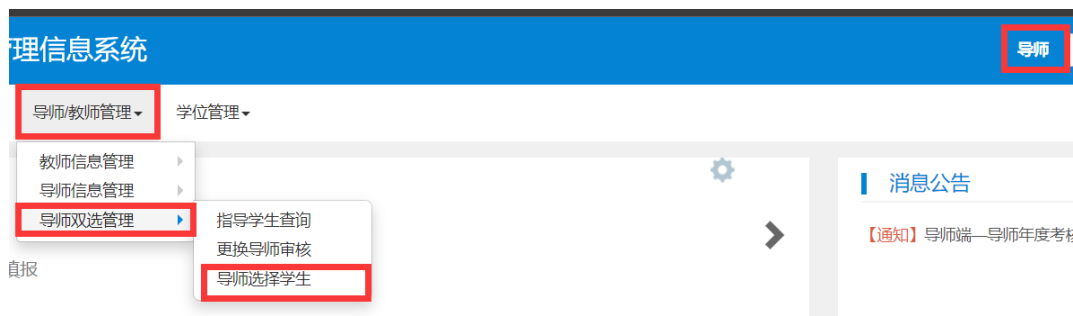 理信息系统
导师
导师/教师管理
学位管理
教师信息管理
导师信息管理
导师双选管理
指导学生查询
更换导师审核
导师选择学生
消息公告
【通知】导师端—导师年度考核
填报